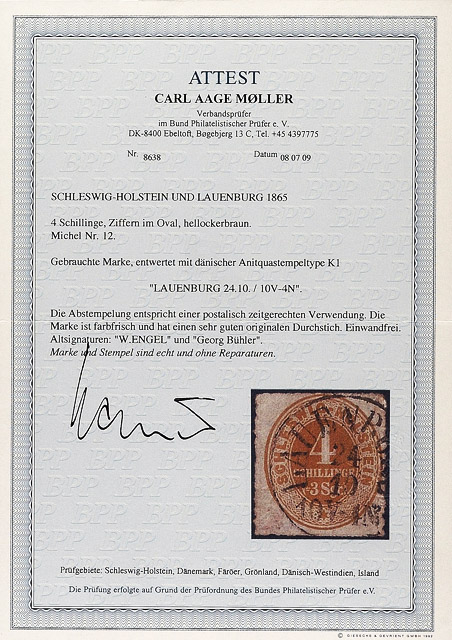 ATTEST
CARL AAGE MØLLER
Verbandsprüfer
im Bund Philatelistischer Prüfer e. V.
DK-8400 Ebeltoft, Bøgebjerg 13 C, Tel. +45 4397775
Nr. 8638 Datum 08 07 09
SCHLESWIG-HOLSTEIN UND LAUENBURG 1865
4 Schillinge, Ziffern im Oval, hellockerbraun.
Michel Nr. 12.
Gebrauchte Marke, entwertet mit dänischer Anitquastempeltype K1
"LAUENBURG 24.10. / 10V-4N".
Die Abstempelung entspricht einer postalisch zeitgerechten Verwendung. Die
Marke ist farbfrisch und hat einen sehr guten originalen Durchstich. Einwandfrei.
Altsignaturen: "W.ENGEL" und "Georg Bühler".
Marke und Stempel sind echt und ohne Reparaturen.
4
SCHILLINGE
Prüfgebiete: Schleswig-Holstein, Dänemark, Färöer, Grönland, Dänisch-Westindien, Island
Die Prüfung erfolgte auf Grund der Prüfordnung des Bundes Philatelistischer Prüfer e.V.
© GIESECKE & DEVRIENT GMBH